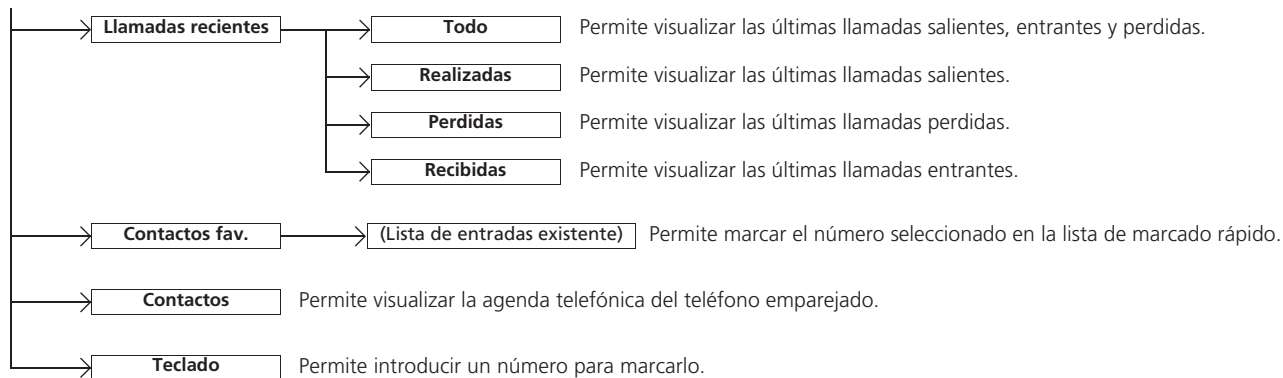 Llamadas recientes Todo Permite visualizar las últimas llamadas salientes, entrantes y perdidas.
Realizadas Permite visualizar las últimas llamadas salientes.
Perdidas Permite visualizar las últimas llamadas perdidas.
Recibidas Permite visualizar las últimas llamadas entrantes.
Contactos fav. (Lista de entradas existente) Permite marcar el número seleccionado en la lista de marcado rápido.
Contactos Permite visualizar la agenda telefónica del teléfono emparejado.
Teclado Permite introducir un número para marcarlo.